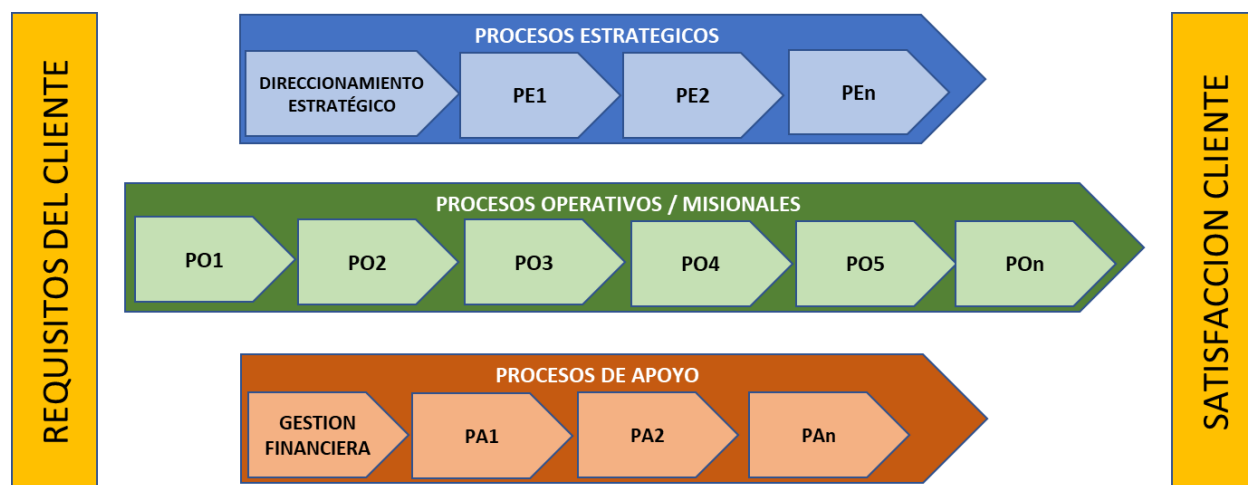 REQUISITOS DEL CLIENTE
PROCESOS ESTRATEGICOS
DIRECCIONAMIENTO
ESTRATÉGICO
PE1
PE2
PEn
PROCESOS OPERATIVOS / MISIONALES
PO1
PO2
PO3
PO4
PO5
POn
PROCESOS DE APOYO
GESTION
FINANCIERA
PA1
PA2
PAn
SATISFACCION CLIENTE